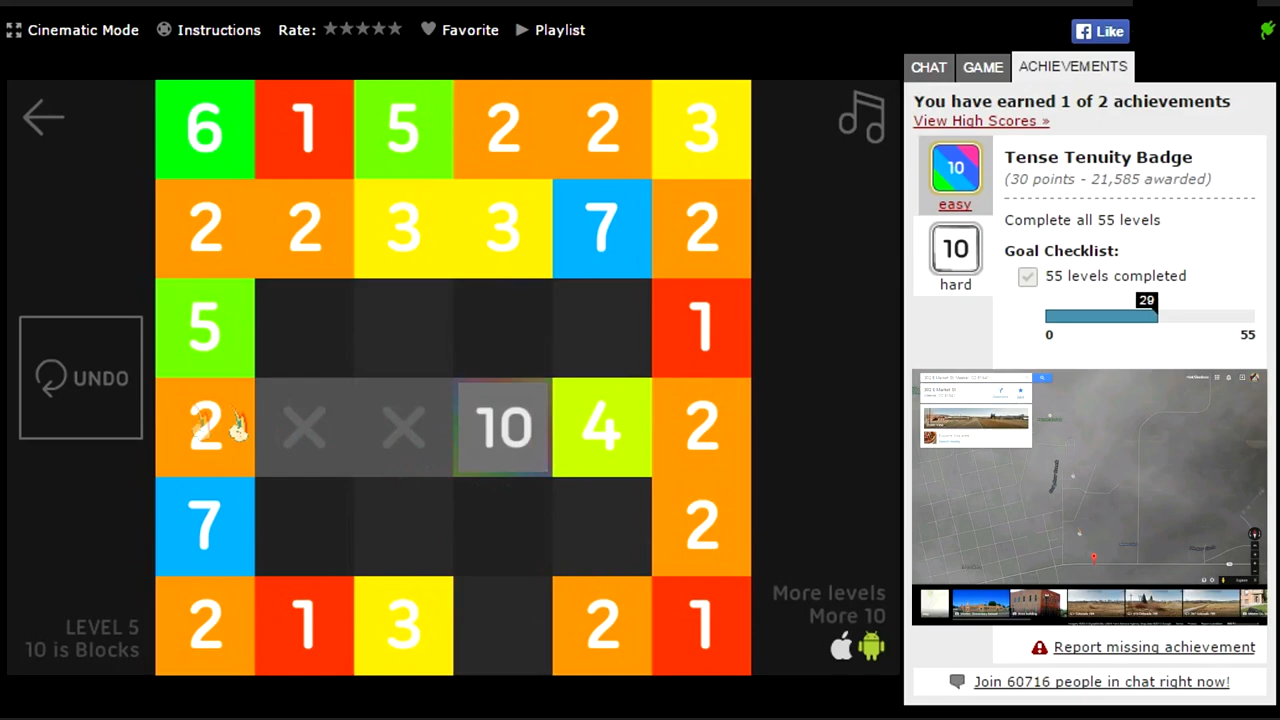 Cinematic Mode Instructions Rate: Favorite Playlist
Like
CHAT GAME ACHIEVEMENTS
You have earned 1 of 2 achievements
View High Scores »
10
easy
Tense Tenuity Badge
(30 points - 21,585 awarded)
Complete all 55 levels
10
hard
Goal Checklist:
55 levels completed
29
0 55
6 1 5 2 2 3
2 2 3 3 7 2
5 1
2 10 4 2
7 2
2 1 3 2 1
UNDO
LEVEL 5
10 is Blocks
More levels
More 10
Report missing achievement
Join 60716 people in chat right now!